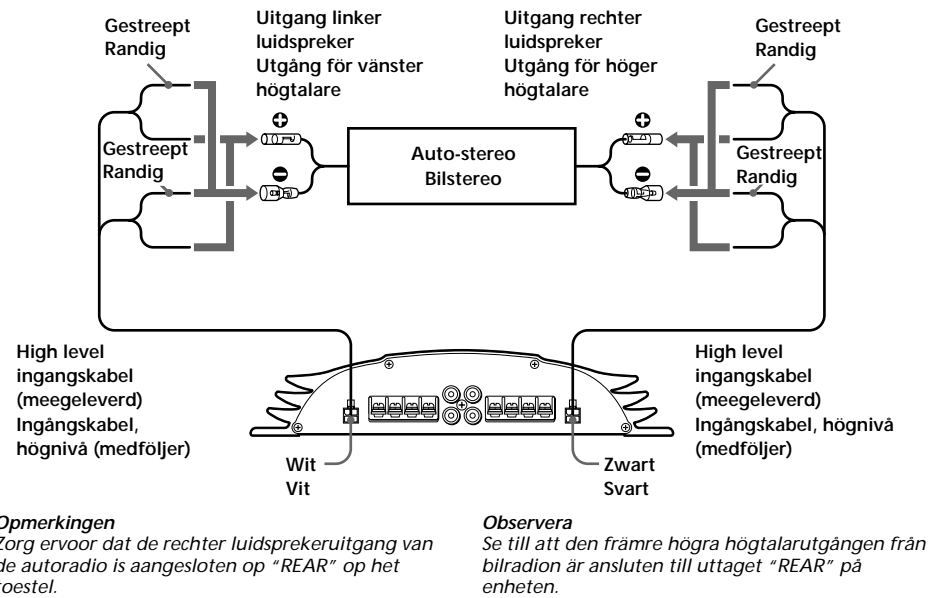 Gestreept
Randig
Uitgang linker
luidspreker
Utgång för vänster
högtalare
Uitgang rechter
luidspreker
Utgång för höger
högtalare
Gestreept
Randig
Gestreept
Randig
Auto-stereo
Bilstereo
Gestreept
Randig
High level
ingangskabel
(meegeleverd)
Ingångskabel,
högnivå (medföljer)
High level
ingangskabel
(meegeleverd)
Ingångskabel, högnivå
(medföljer)
Wit
Vit
Zwart
Svart
Opmerkingen
Zorg ervoor dat de rechter luidsprekeruitgang van
de autoradio is aangesloten op “REAR” op het
toestel.
Observera
Se till att den främre högra högtalarutgången från
bilradion är ansluten till uttaget “REAR” på
enheten.